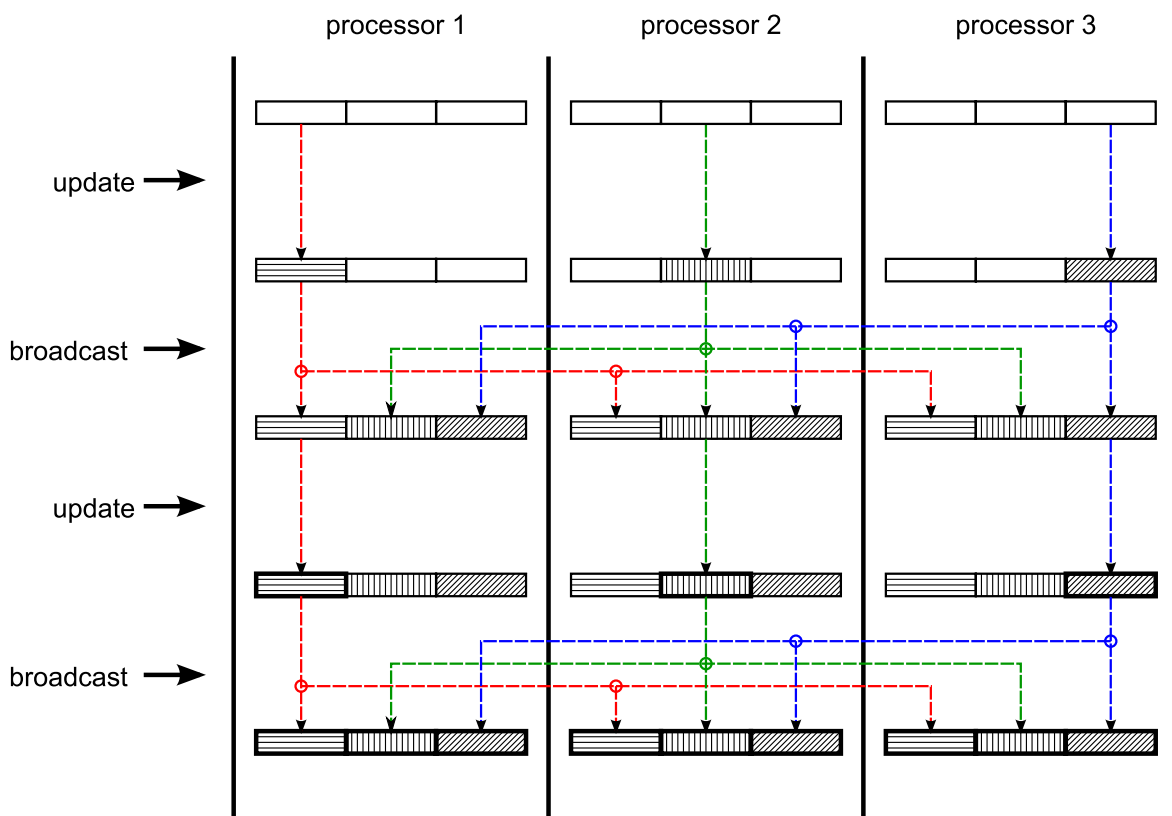 processor 1
processor 2
processor 3
update
broadcast
update
broadcast